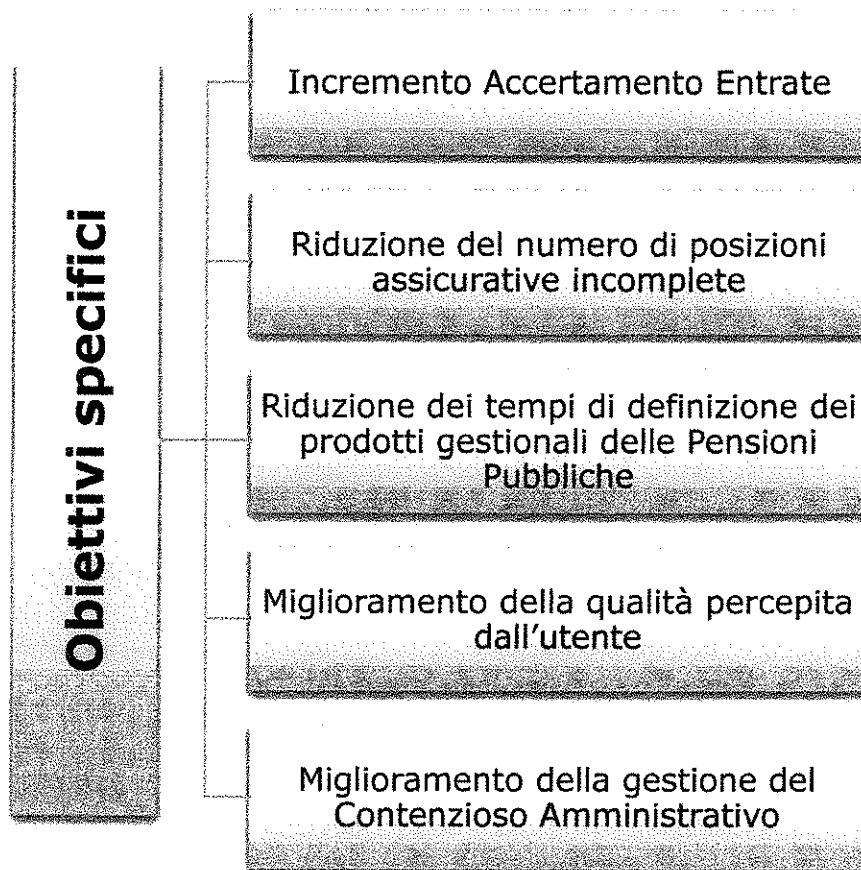 Obiettivi specifici
Incremento Accertamento Entrate
Riduzione del numero di posizioni
assicurative incomplete
Riduzione dei tempi di definizione dei
prodotti gestionali delle Pensioni
Pubbliche
Miglioramento della qualità percepita
dall'utente
Miglioramento della gestione del
Contenzioso Amministrativo